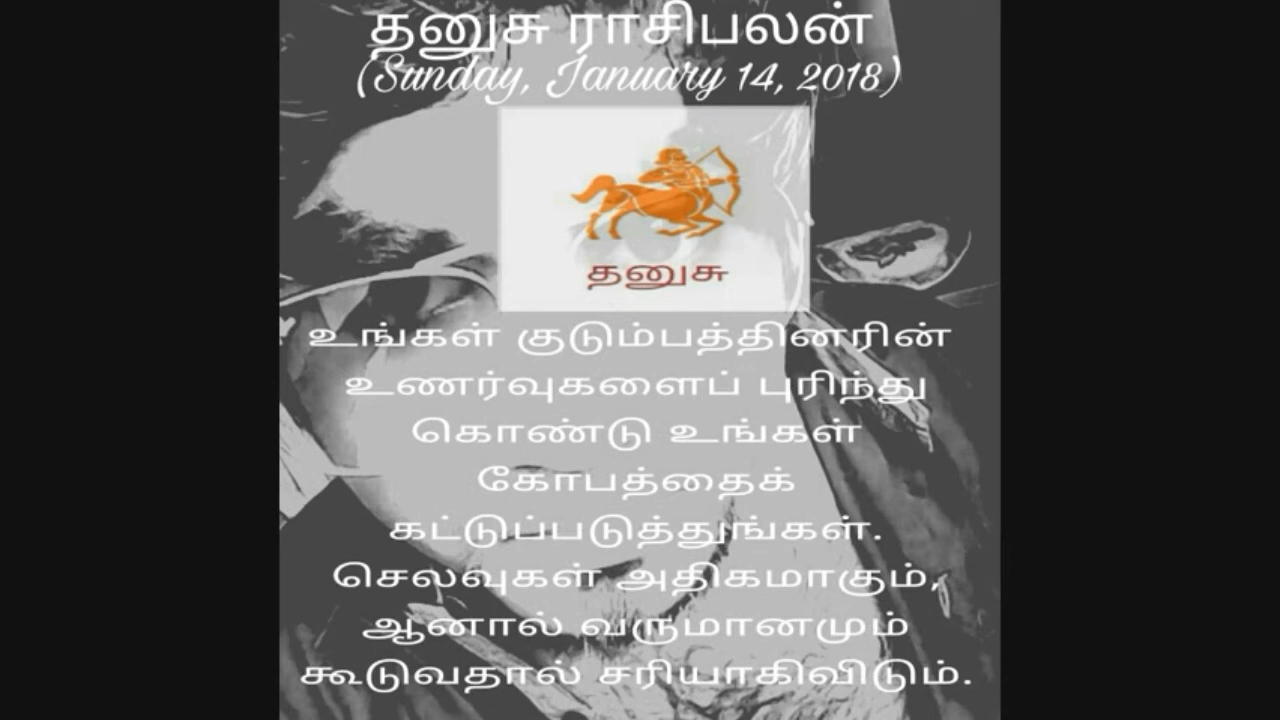 தனுசு ராசிபலன்
(Sunday, January 14, 2018)
தனுசு
உங்கள் குடும்பத்தினரின்
உணர்வுகளைப் புரிந்து
கொண்டு உங்கள்
கோபத்தைக்
கட்டுப்படுத்துங்கள்.
செலவுகள் அதிகமாகும்,
ஆனால் வருமானமும்
கூடுவதால் சரியாகிவிடும்.